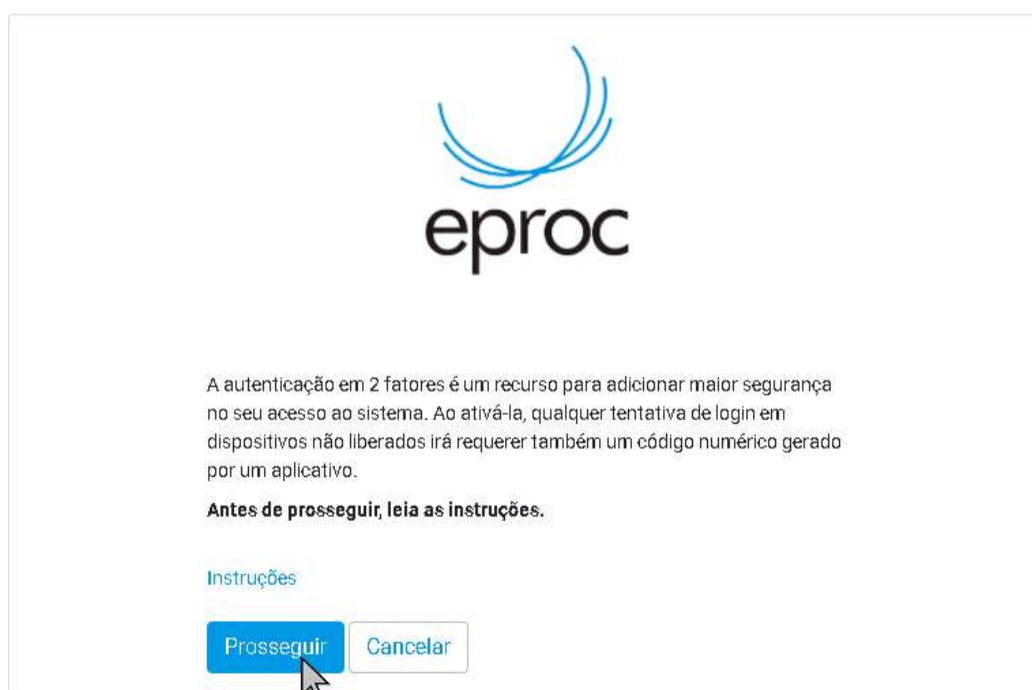 eproc
A autenticação em 2 fatores é um recurso para adicionar maior segurança
no seu acesso ao sistema. Ao ativá-la, qualquer tentativa de login em
dispositivos não liberados irá requerer também um código numérico gerado
por um aplicativo.
Antes de prosseguir, leia as instruções.
Instruções
Prosseguir Cancelar